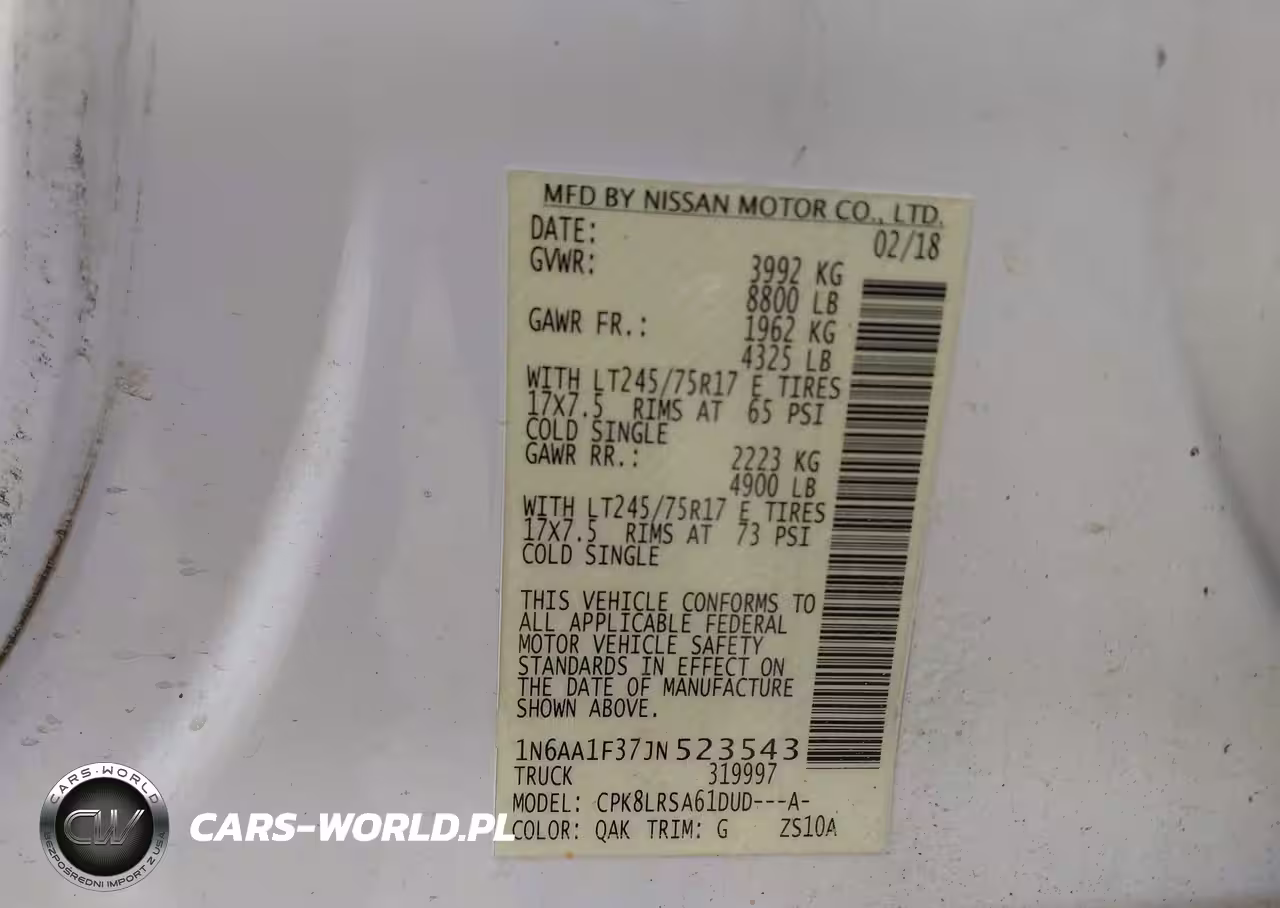 MFD BY NISSAN MOTOR CO., LTD.
DATE: 02/18
GVWR: 3992 KG
8800 LB
GAWR FR.: 1962 KG
4325 LB
WITH LT245/75R17 E TIRES
17X7.5 RIMS AT 65 PSI
COLD SINGLE
GAWR RR.: 2223 KG
4900 LB
WITH LT245/75R17 E TIRES
17X7.5 RIMS AT 73 PSI
COLD SINGLE
THIS VEHICLE CONFORMS TO
ALL APPLICABLE FEDERAL
MOTOR VEHICLE SAFETY
STANDARDS IN EFFECT ON
THE DATE OF MANUFACTURE
SHOWN ABOVE.
1N6AA1F37JN523543
TRUCK 319997
MODEL: CPK8LRSA61DUD---A-
COLOR: QAK TRIM: G ZS10A
CARS-WORLD
CW
BEZPOŚREDNI IMPORT Z USA
CARS-WORLD.PL